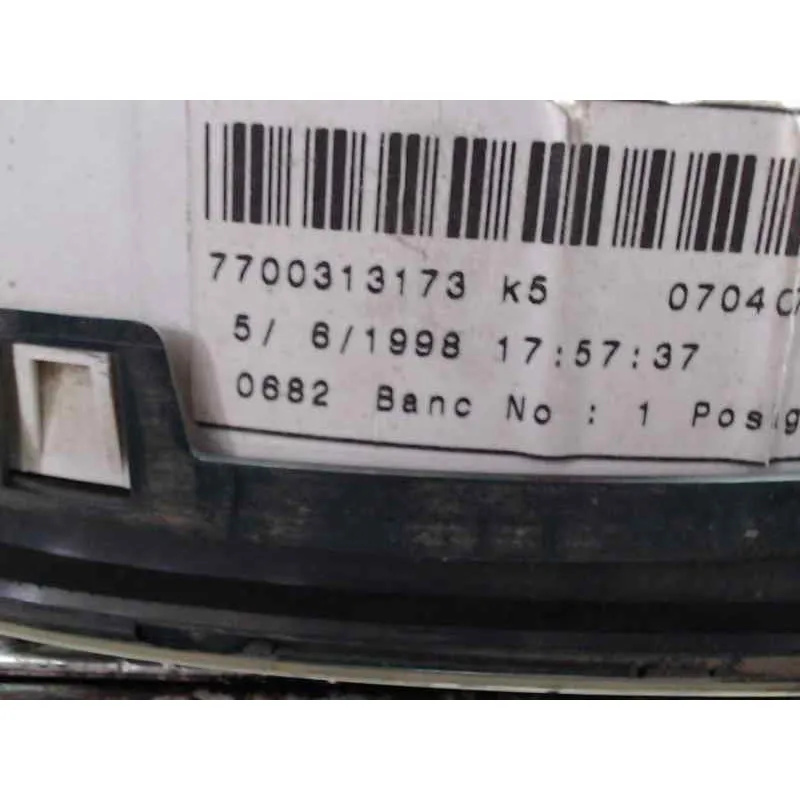 7700313173 k5 0704
5/ 6/1998 17:57:37
0682 Banc No : 1